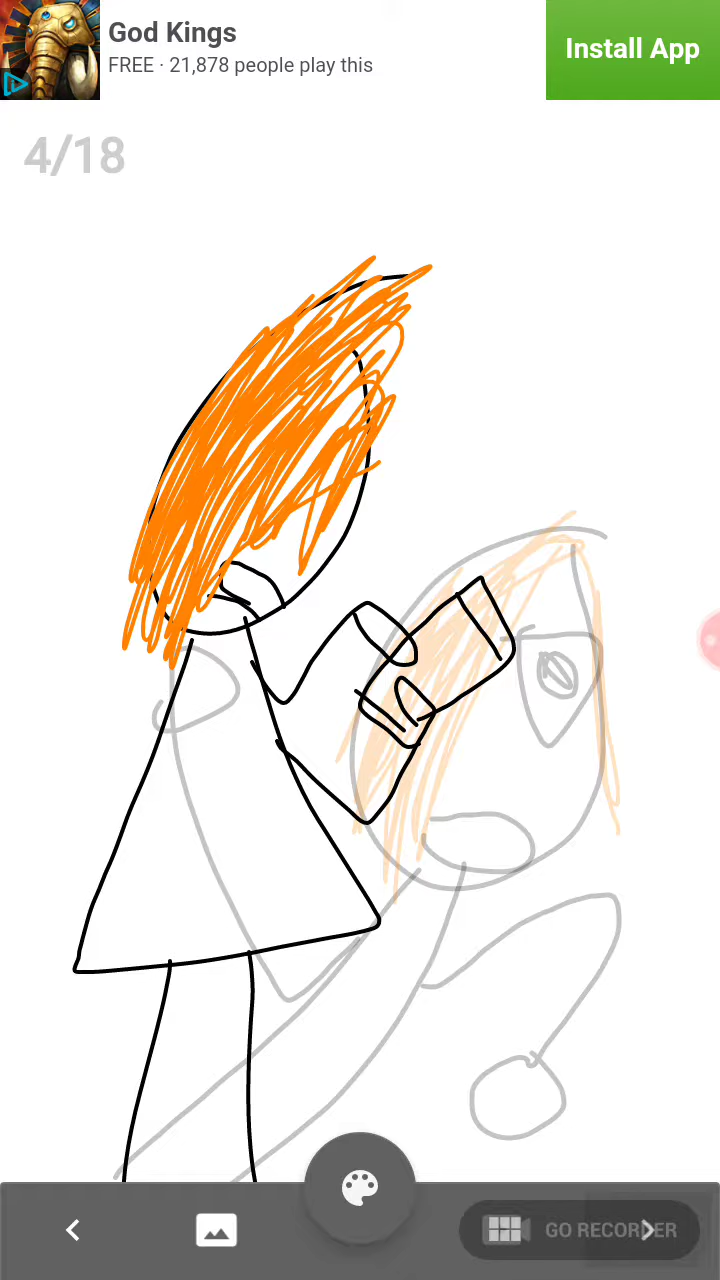 God Kings
FREE · 21,878 people play this
Install App
4/18
GO RECORDER